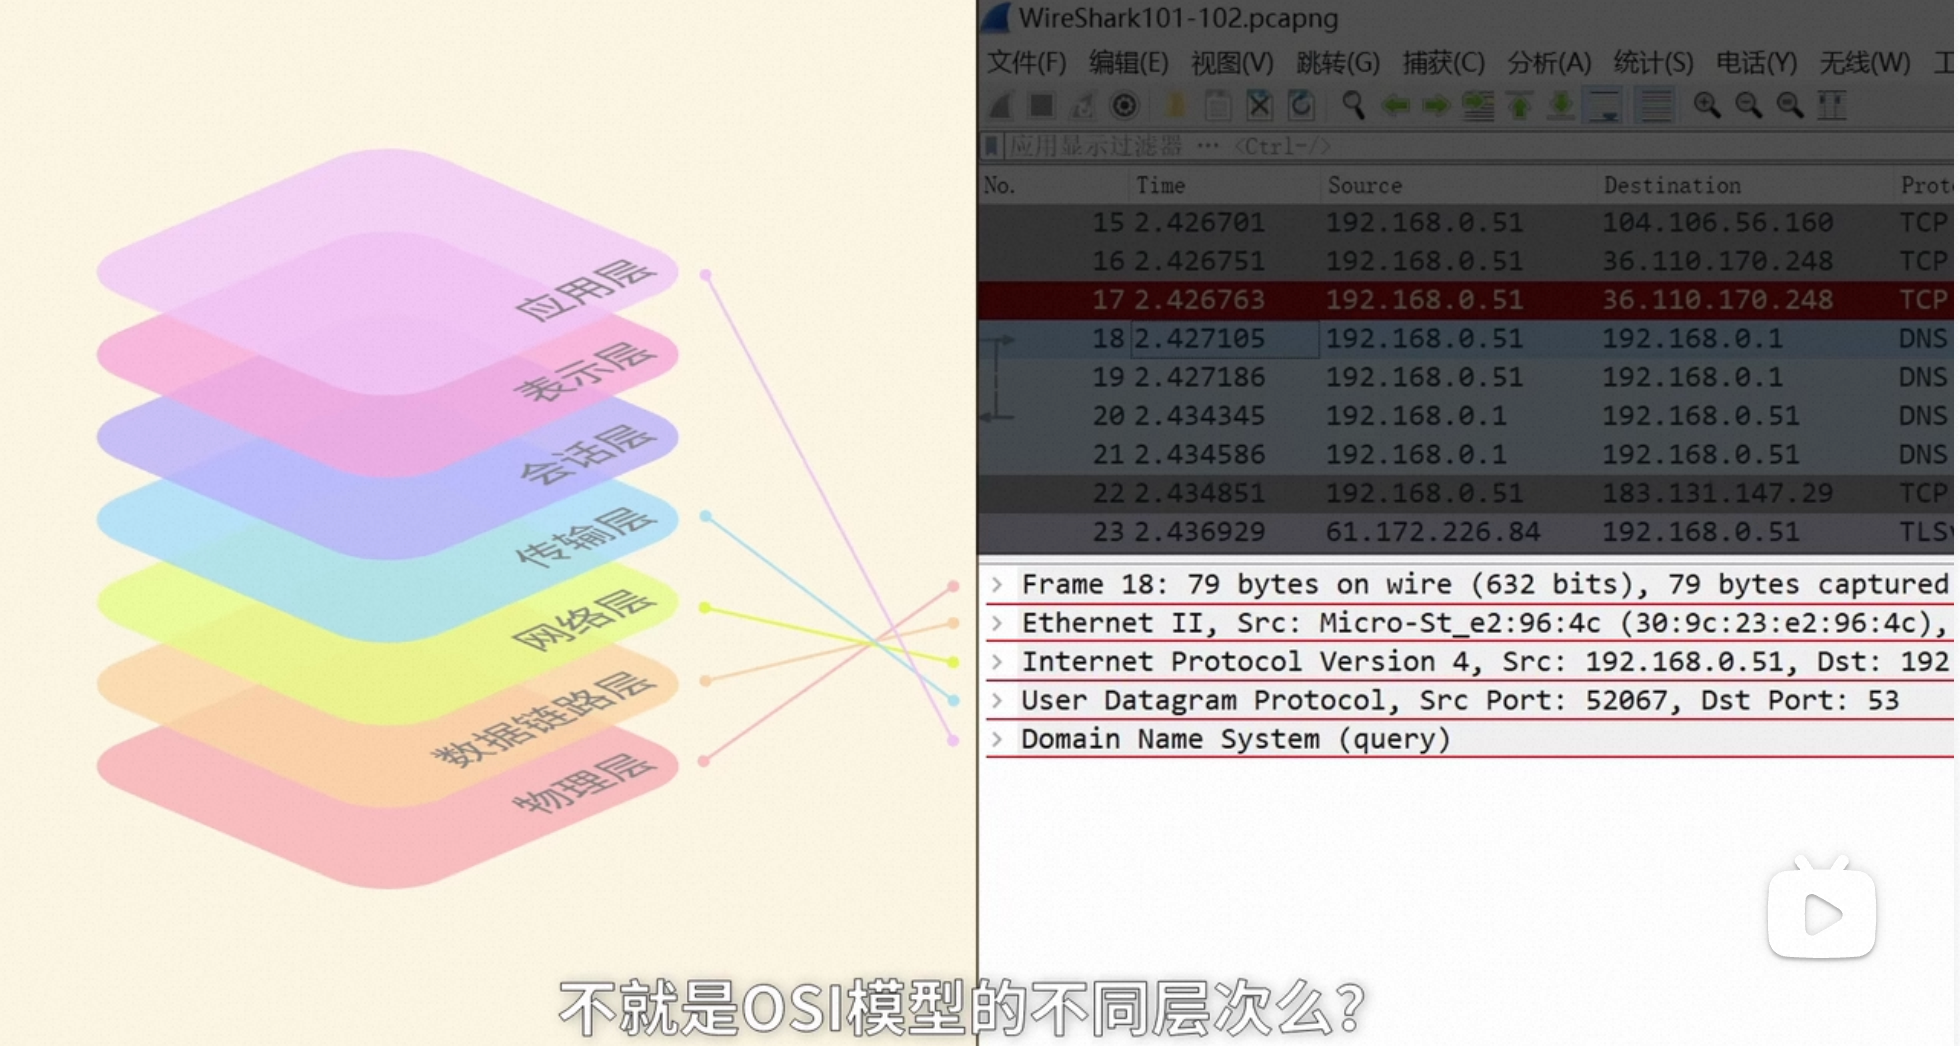 应用层
表示层
会话层
传输层
网络层
数据链路层
物理层
WireShark101-102.pcapng
文件(F) 编辑(E) 视图(V) 跳转(G) 捕获(C) 分析(A) 统计(S) 电话(Y) 无线(W) 工
应用显示过滤器 … <Ctrl-/>
No. Time Source Destination Proto
15 2.426701 192.168.0.51 104.106.56.160 TCP
16 2.426751 192.168.0.51 36.110.170.248 TCP
17 2.426763 192.168.0.51 36.110.170.248 TCP
18 2.427105 192.168.0.51 192.168.0.1 DNS
19 2.427186 192.168.0.51 192.168.0.1 DNS
20 2.434345 192.168.0.1 192.168.0.51 DNS
21 2.434586 192.168.0.1 192.168.0.51 DNS
22 2.434851 192.168.0.51 183.131.147.29 TCP
23 2.436929 61.172.226.84 192.168.0.51 TLSv
Frame 18: 79 bytes on wire (632 bits), 79 bytes captured
Ethernet II, Src: Micro-St_e2:96:4c (30:9c:23:e2:96:4c),
Internet Protocol Version 4, Src: 192.168.0.51, Dst: 192
User Datagram Protocol, Src Port: 52067, Dst Port: 53
Domain Name System (query)
不就是OSI模型的不同层次么?